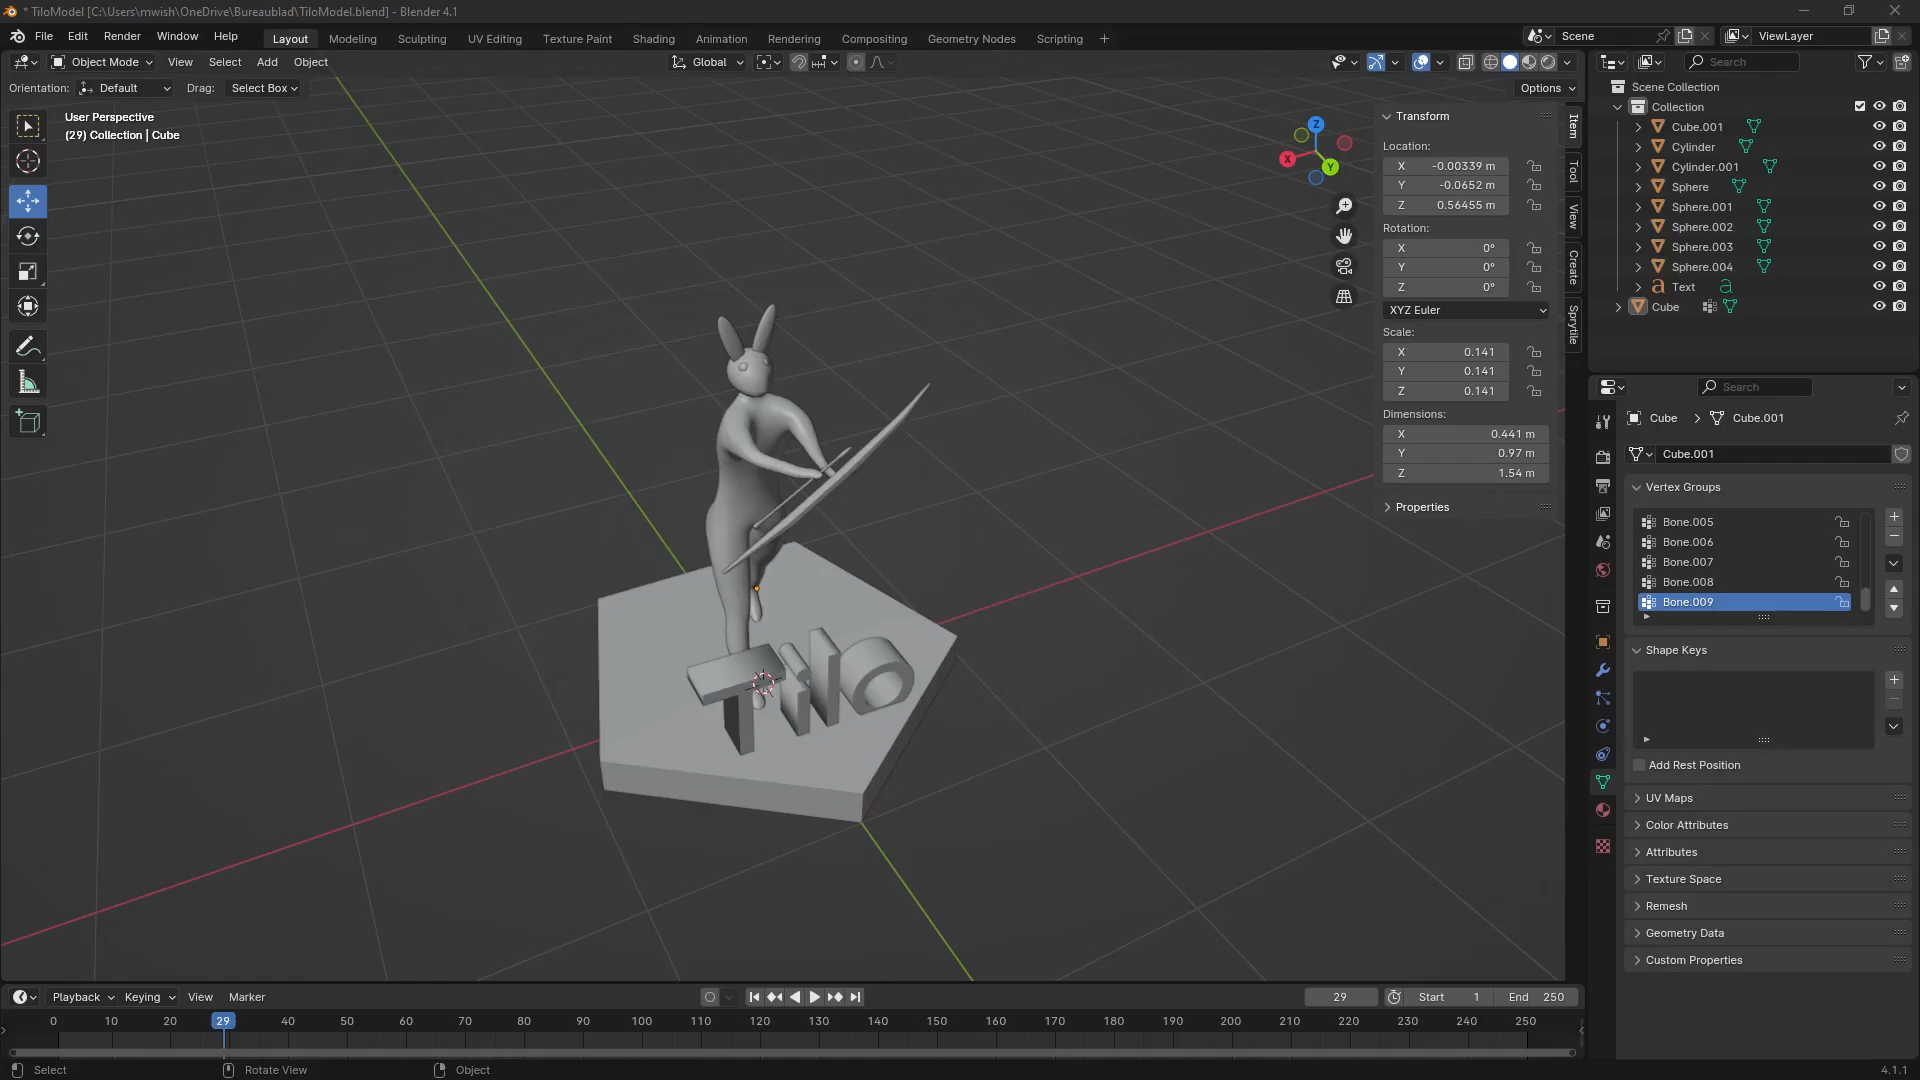 * TiloModel [C:\Users\mwish\OneDrive\Bureaublad\TiloModel.blend] - Blender 4.1
File Edit Render Window Help
Layout Modeling Sculpting UV Editing Texture Paint Shading Animation Rendering Compositing Geometry Nodes Scripting +
Scene ViewLayer
Object Mode View Select Add Object Global
Search
Orientation: Default Drag: Select Box Options
User Perspective
(29) Collection | Cube
Scene Collection
Collection
Cube.001
Cylinder
Cylinder.001
Sphere
Sphere.001
Sphere.002
Sphere.003
Sphere.004
Text
Cube
Z
X
Y
Transform
Location:
X -0.00339 m
Y -0.0652 m
Z 0.56455 m
Rotation:
X 0°
Y 0°
Z 0°
XYZ Euler
Scale:
X 0.141
Y 0.141
Z 0.141
Dimensions:
X 0.441 m
Y 0.97 m
Z 1.54 m
Properties
Item
Tool
View
Create
Sprytile
Search
Cube > Cube.001
Cube.001
Vertex Groups
Bone.005
Bone.006
Bone.007
Bone.008
Bone.009
Shape Keys
Add Rest Position
UV Maps
Color Attributes
Attributes
Texture Space
Remesh
Geometry Data
Custom Properties
Tilo
Playback Keying View Marker 29 Start 1 End 250
0 10 20 29 40 50 60 70 80 90 100 110 120 130 140 150 160 170 180 190 200 210 220 230 240 250
Select Rotate View Object 4.1.1